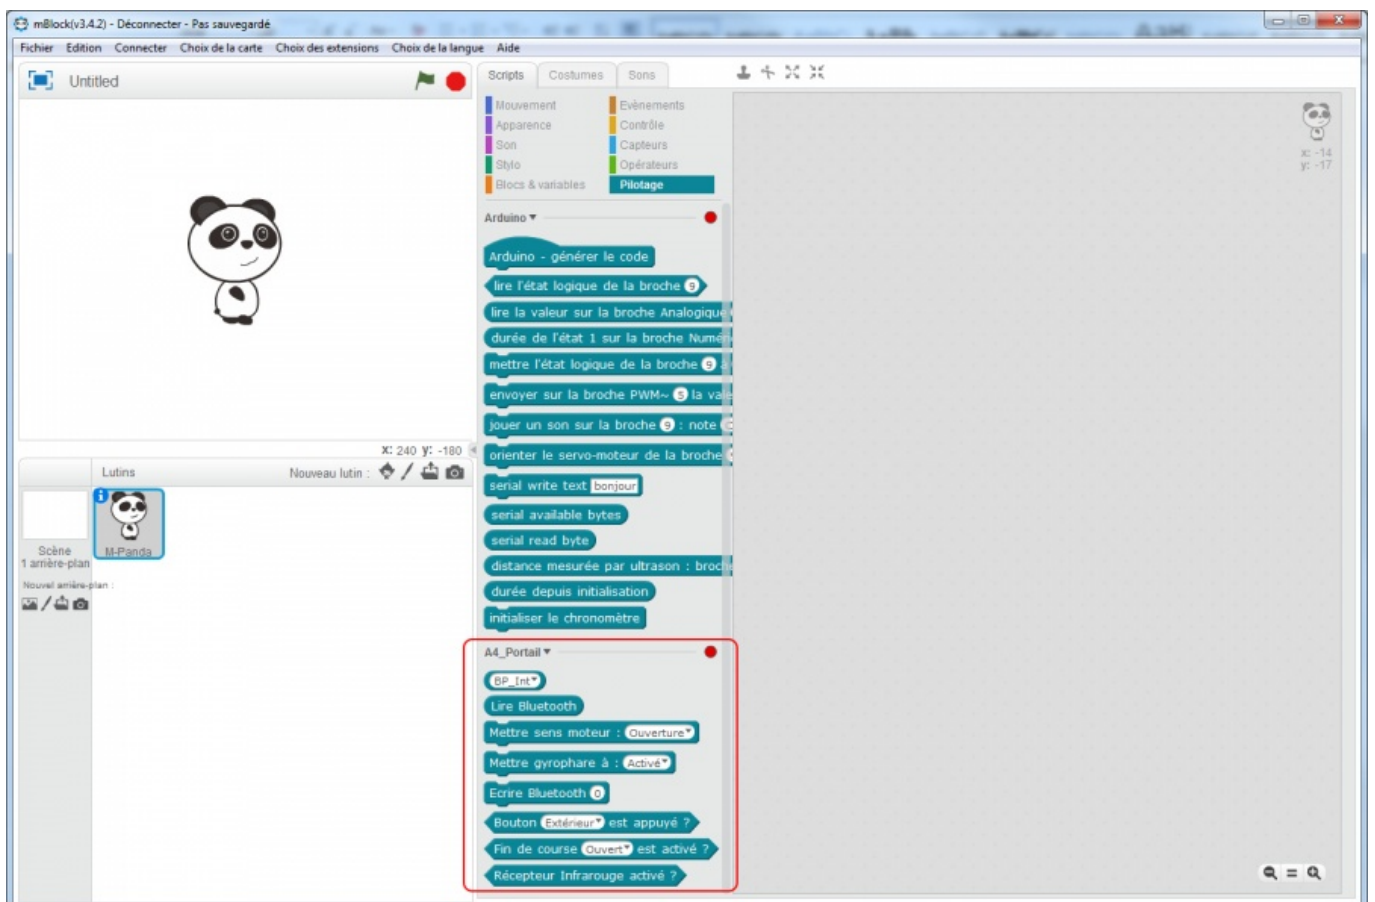 mBlock(v3.4.2) - Déconnecter - Pas sauvegardé
Fichier Edition Connecter Choix de la carte Choix des extensions Choix de la langue Aide
Untitled
Scripts Costumes Sons
Mouvement Evènements
Apparence Contrôle
Son Capteurs
Stylo Opérateurs
Blocs & variables Pilotage
x: -14
y: -17
Arduino
Arduino - générer le code
lire l'état logique de la broche 9
lire la valeur sur la broche Analogique
durée de l'état 1 sur la broche Numé
mettre l'état logique de la broche 9 à
envoyer sur la broche PWM~ 5 la vale
jouer un son sur la broche 9 : note
orienter le servo-moteur de la broche
serial write text bonjour
serial available bytes
serial read byte
distance mesurée par ultrason : broche
durée depuis initialisation
initialiser le chronomètre
A4_Portail
BP_Int
Lire Bluetooth
Mettre sens moteur : Ouverture
Mettre gyrophare à : Activé
Ecrire Bluetooth 0
Bouton Extérieur est appuyé ?
Fin de course Ouvert est activé ?
Récepteur Infrarouge activé ?
X: 240 y: -180
Lutins Nouveau lutin :
Scène
1 arrière-plan
M-Panda
Nouvel arrière-plan :